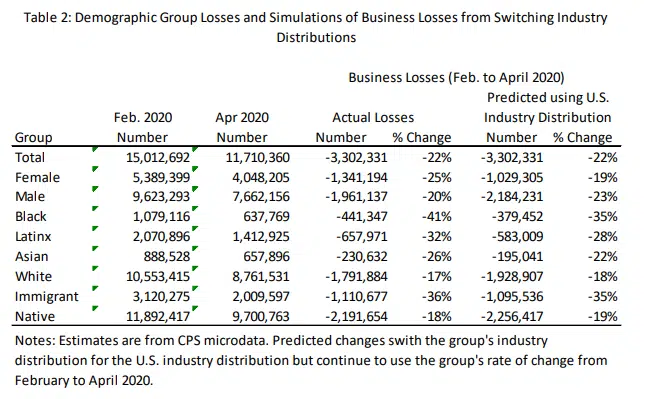 Table 2: Demographic Group Losses and Simulations of Business Losses from Switching Industry
Distributions
Business Losses (Feb. to April 2020)
Predicted using U.S.
Feb. 2020 Apr 2020 Actual Losses Industry Distribution
Group Number Number Number % Change Number % Change
Total 15,012,692 11,710,360 -3,302,331 -22% -3,302,331 -22%
Female 5,389,399 4,048,205 -1,341,194 -25% -1,029,305 -19%
Male 9,623,293 7,662,156 -1,961,137 -20% -2,184,231 -23%
Black 1,079,116 637,769 -441,347 -41% -379,452 -35%
Latinx 2,070,896 1,412,925 -657,971 -32% -583,009 -28%
Asian 888,528 657,896 -230,632 -26% -195,041 -22%
White 10,553,415 8,761,531 -1,791,884 -17% -1,928,907 -18%
Immigrant 3,120,275 2,009,597 -1,110,677 -36% -1,095,536 -35%
Native 11,892,417 9,700,763 -2,191,654 -18% -2,256,417 -19%
Notes: Estimates are from CPS microdata. Predicted changes swith the group's industry
distribution for the U.S. industry distribution but continue to use the group's rate of change from
February to April 2020.